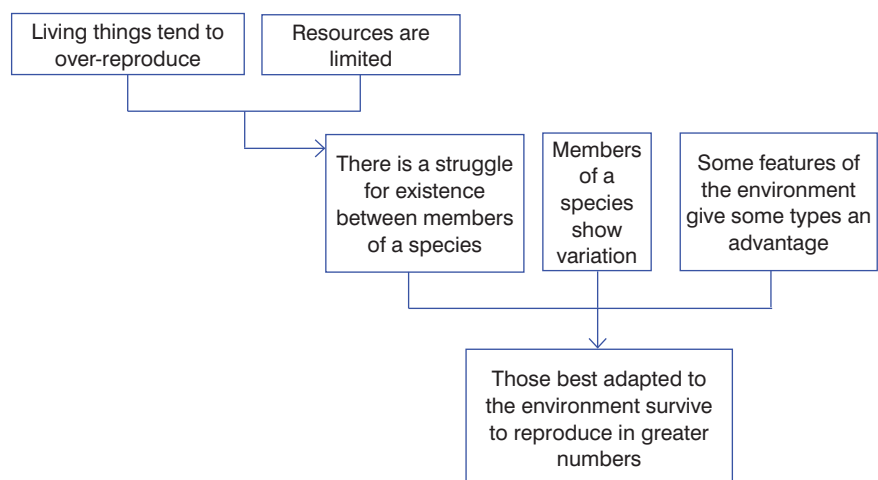 Living things tend to
over-reproduce
Resources are
limited
There is a struggle
for existence
between members
of a species
Members
of a
species
show
variation
Some features of
the environment
give some types an
advantage
Those best adapted to
the environment survive
to reproduce in greater
numbers